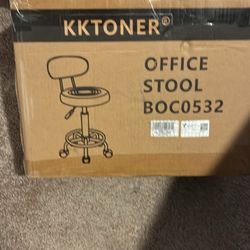 KKTONER®
OFFICE
STOOL
BOC0532